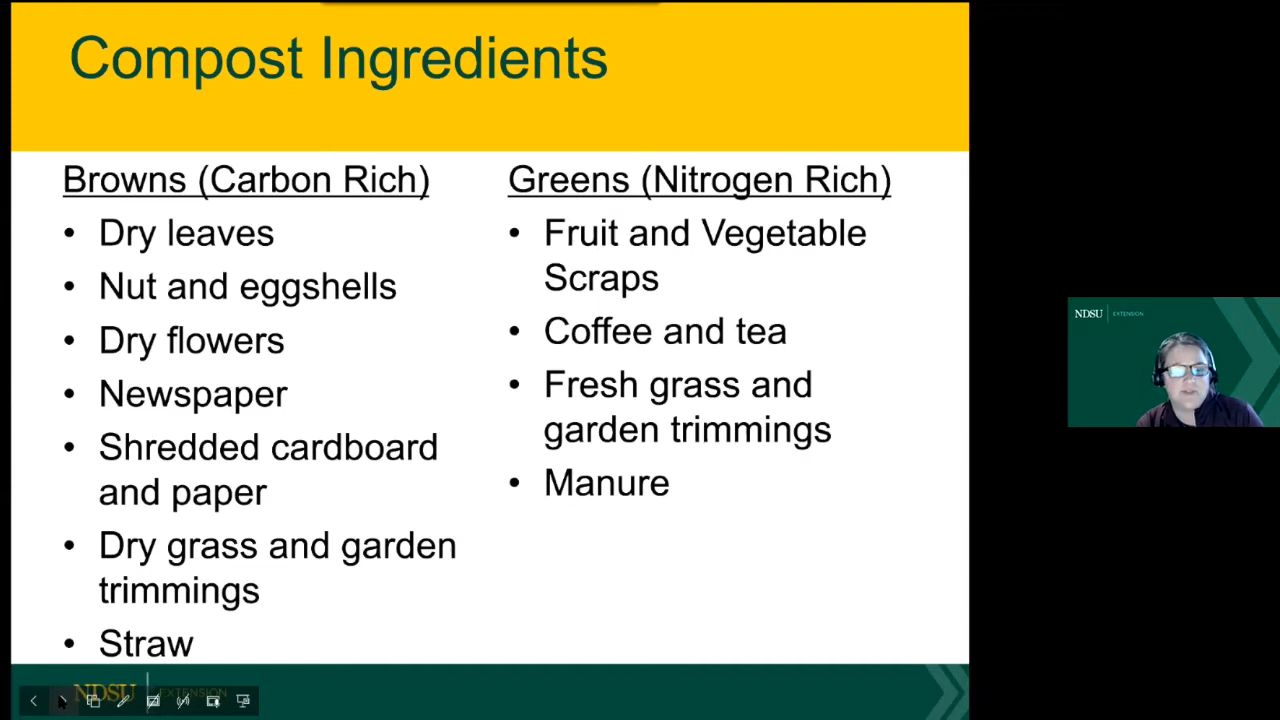 Compost Ingredients
Browns (Carbon Rich)
• Dry leaves
• Nut and eggshells
• Dry flowers
• Newspaper
• Shredded cardboard
and paper
• Dry grass and garden
trimmings
• Straw
Greens (Nitrogen Rich)
• Fruit and Vegetable
Scraps
• Coffee and tea
• Fresh grass and
garden trimmings
• Manure
NDSU EXTENSION
NDSU EXTENSION